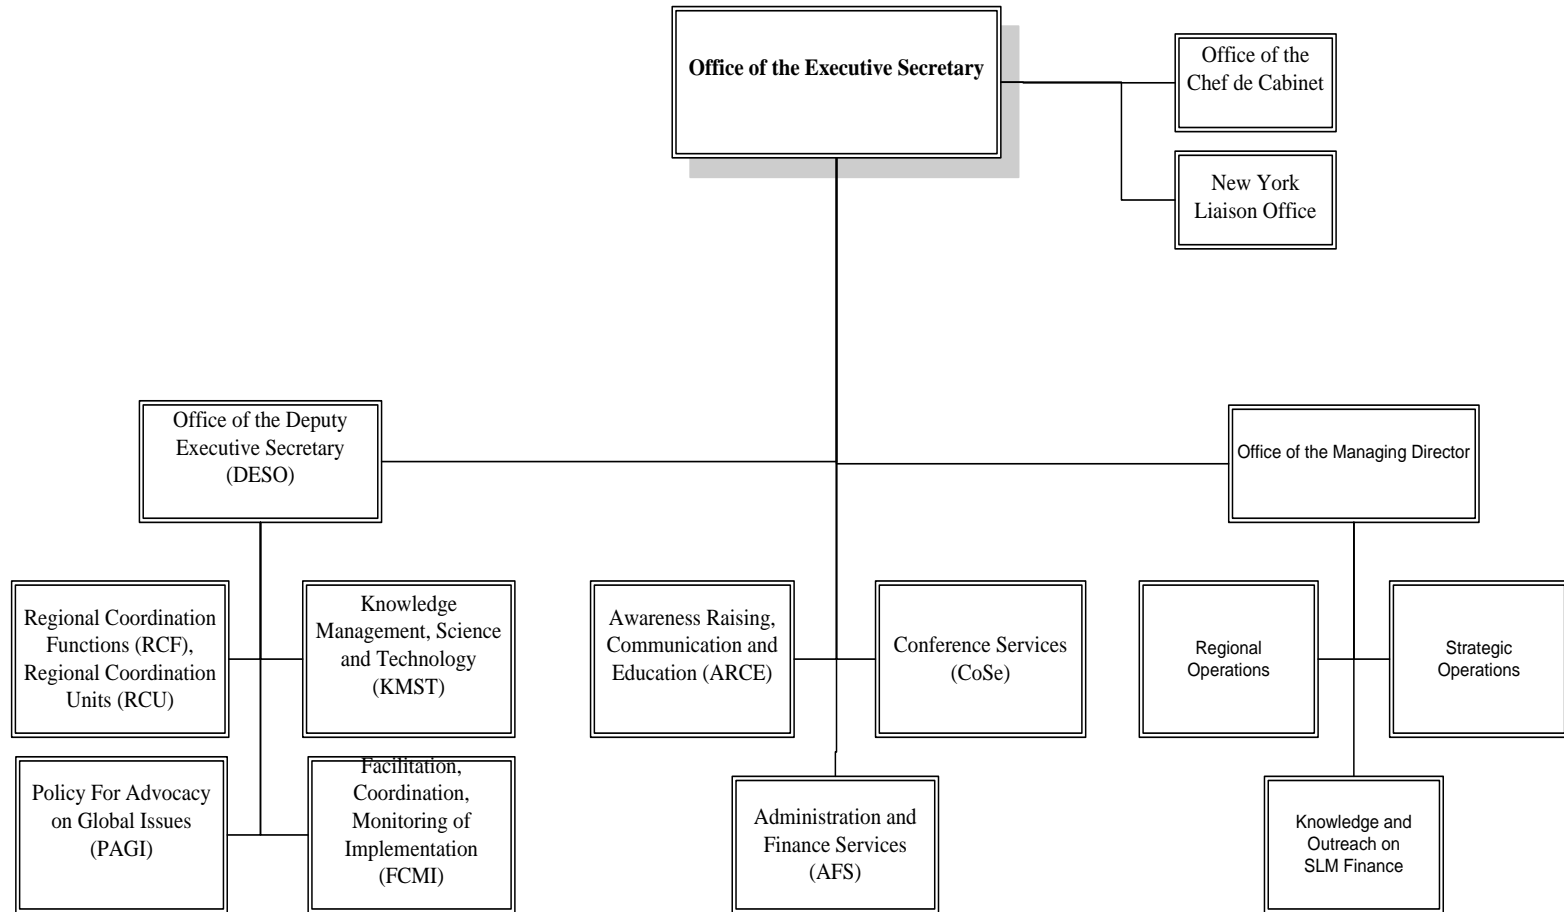 Office of the Executive Secretary
Office of the
Chef de Cabinet
New York
Liaison Office
Office of the Deputy
Executive Secretary
(DESO)
Office of the Managing Director
Regional Coordination
Functions (RCF),
Regional Coordination
Units (RCU)
Knowledge
Management, Science
and Technology
(KMST)
Awareness Raising,
Communication and
Education (ARCE)
Conference Services
(CoSe)
Regional
Operations
Strategic
Operations
Policy For Advocacy
on Global Issues
(PAGI)
Facilitation,
Coordination,
Monitoring of
Implementation
(FCMI)
Administration and
Finance Services
(AFS)
Knowledge and
Outreach on
SLM Finance